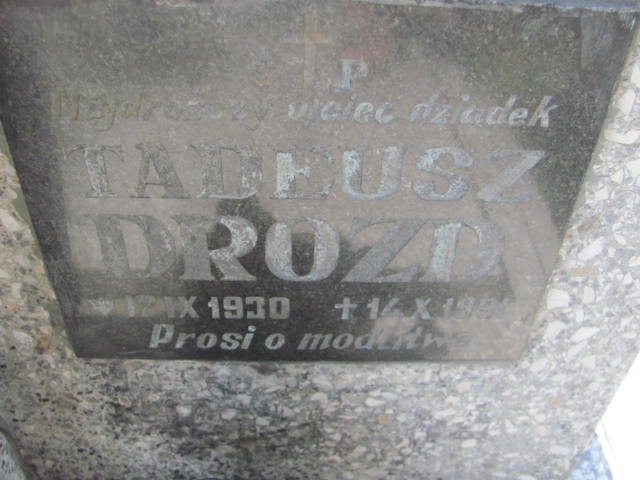 Ś P
Najdroższy ojciec dziadek
TADEUSZ
DROZD
IX 1930 ✝ 14 X
Prosi o modlitwę